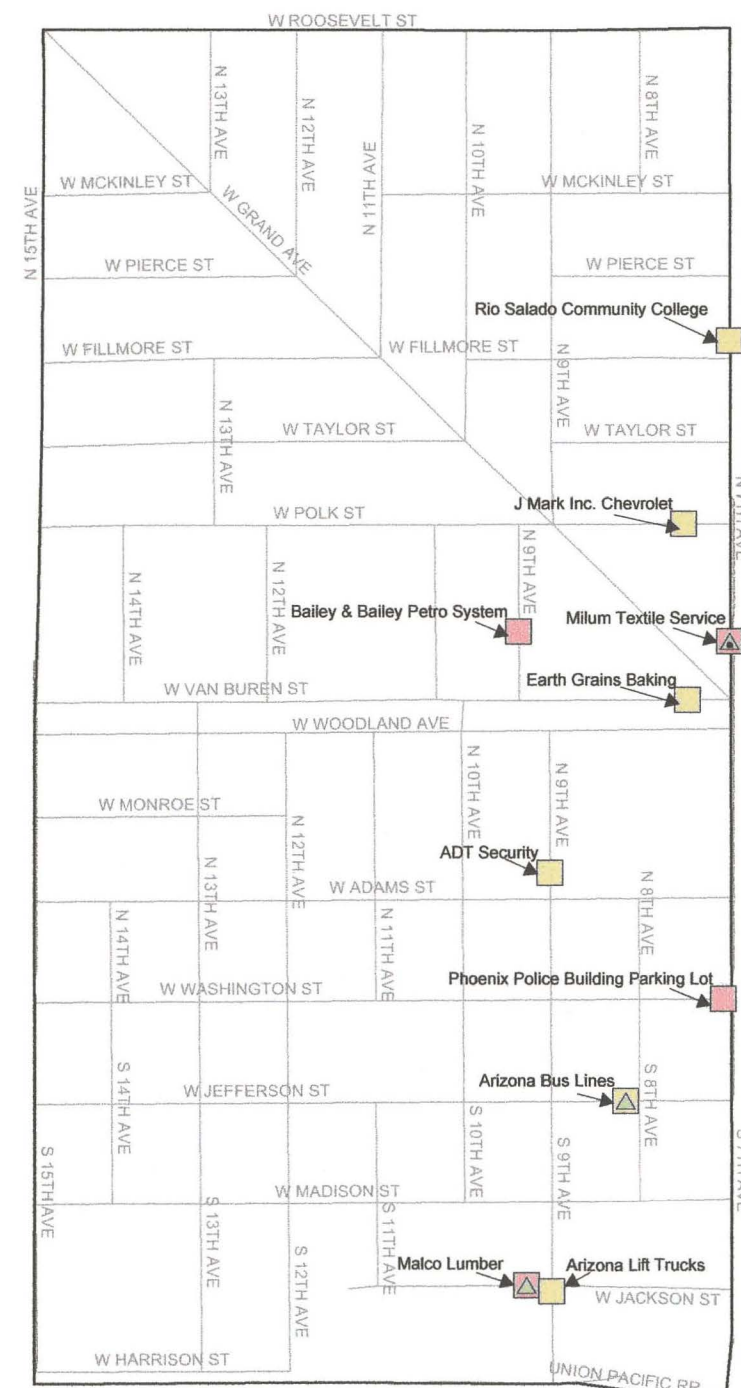 W ROOSEVELT ST
N 13TH AVE
N 12TH AVE
N 11TH AVE
N 10TH AVE
N 8TH AVE
W MCKINLEY ST
W MCKINLEY ST
N 15TH AVE
W GRAND AVE
W PIERCE ST
W PIERCE ST
Rio Salado Community College
W FILLMORE ST
W FILLMORE ST
N 9TH AVE
N 13TH AVE
W TAYLOR ST
W TAYLOR ST
J Mark Inc. Chevrolet
W POLK ST
N 14TH AVE
N 12TH AVE
N 9TH AVE
Bailey & Bailey Petro System
Milum Textile Service
Earth Grains Baking
W VAN BUREN ST
W WOODLAND AVE
N 10TH AVE
N 9TH AVE
W MONROE ST
N 12TH AVE
ADT Security
N 13TH AVE
W ADAMS ST
N 8TH AVE
N 14TH AVE
N 11TH AVE
Phoenix Police Building Parking Lot
W WASHINGTON ST
S 14TH AVE
Arizona Bus Lines
S 8TH AVE
W JEFFERSON ST
S 10TH AVE
S 9TH AVE
S 15TH AVE
W MADISON ST
S 13TH AVE
S 12TH AVE
S 11TH AVE
Malco Lumber
Arizona Lift Trucks
W JACKSON ST
W HARRISON ST
UNION PACIFIC RR